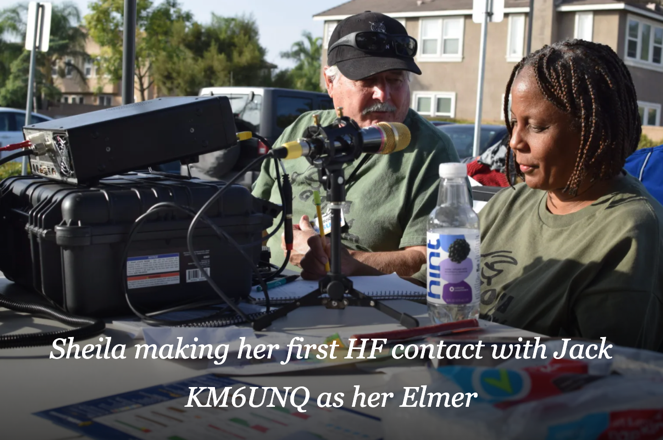 hint
Sheila making her first HF contact with Jack
KM6UNQ as her Elmer